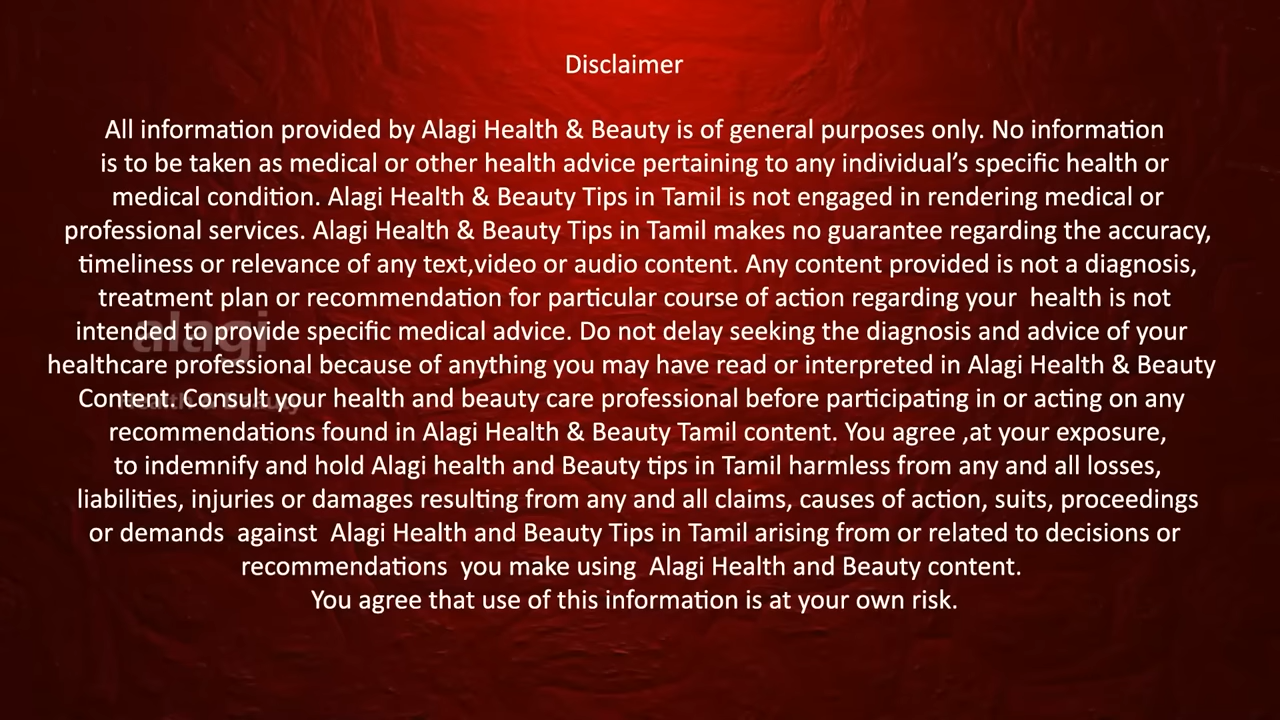 Disclaimer
All information provided by Alagi Health & Beauty is of general purposes only. No information
is to be taken as medical or other health advice pertaining to any individual’s specific health or
medical condition. Alagi Health & Beauty Tips in Tamil is not engaged in rendering medical or
professional services. Alagi Health & Beauty Tips in Tamil makes no guarantee regarding the accuracy,
timeliness or relevance of any text,video or audio content. Any content provided is not a diagnosis,
treatment plan or recommendation for particular course of action regarding your  health is not
intended to provide specific medical advice. Do not delay seeking the diagnosis and advice of your
healthcare professional because of anything you may have read or interpreted in Alagi Health & Beauty
Content. Consult your health and beauty care professional before participating in or acting on any
recommendations found in Alagi Health & Beauty Tamil content. You agree ,at your exposure,
to indemnify and hold Alagi health and Beauty tips in Tamil harmless from any and all losses,
liabilities, injuries or damages resulting from any and all claims, causes of action, suits, proceedings
or demands  against  Alagi Health and Beauty Tips in Tamil arising from or related to decisions or
recommendations  you make using  Alagi Health and Beauty content.
You agree that use of this information is at your own risk.
alagi
Health & Beauty